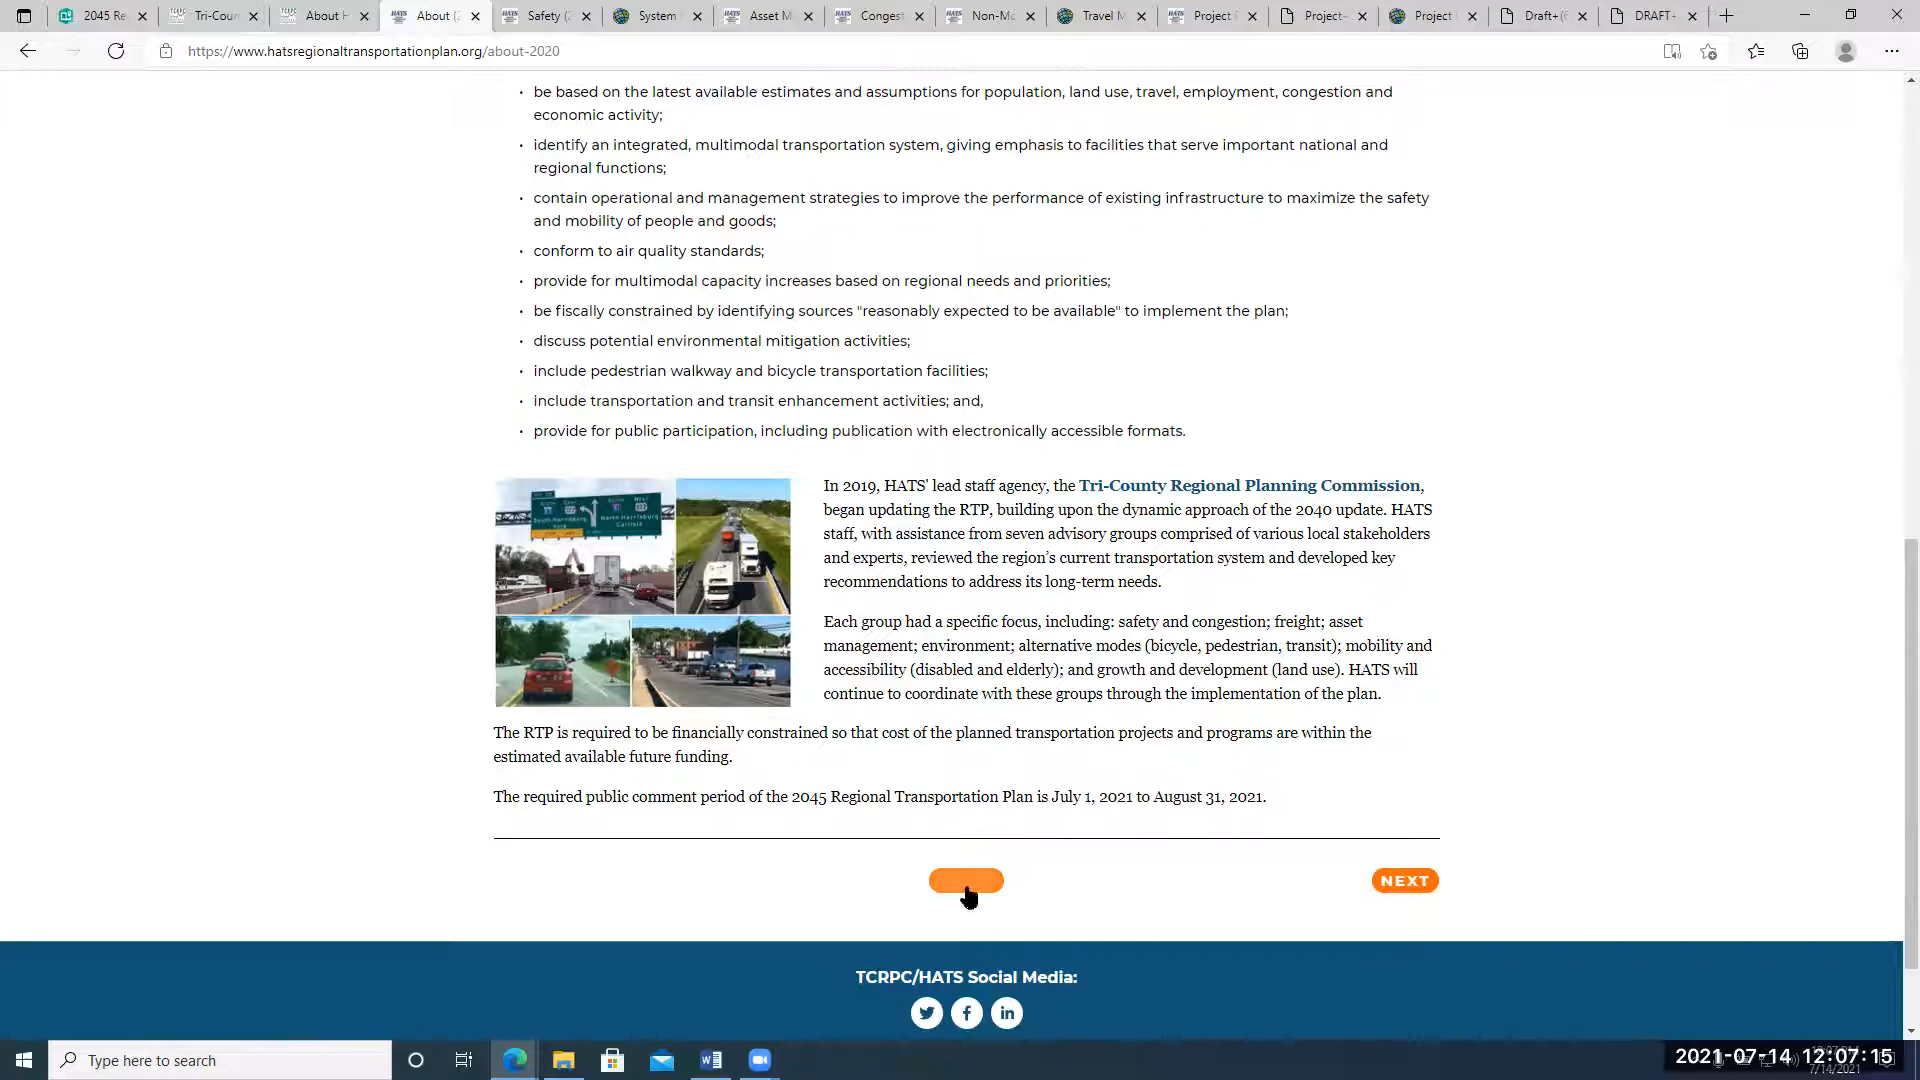 2045 Re
Tri-Coun
About H
About (2
Safety (2
System
Asset M
Congest
Non-Mo
Travel M
Project
Project-
Project
Draft+(6
DRAFT+
https://www.hatsregionaltransportationplan.org/about-2020
• be based on the latest available estimates and assumptions for population, land use, travel, employment, congestion and
economic activity;
• identify an integrated, multimodal transportation system, giving emphasis to facilities that serve important national and
regional functions;
• contain operational and management strategies to improve the performance of existing infrastructure to maximize the safety
and mobility of people and goods;
• conform to air quality standards;
• provide for multimodal capacity increases based on regional needs and priorities;
• be fiscally constrained by identifying sources "reasonably expected to be available" to implement the plan;
• discuss potential environmental mitigation activities;
• include pedestrian walkway and bicycle transportation facilities;
• include transportation and transit enhancement activities; and,
• provide for public participation, including publication with electronically accessible formats.
In 2019, HATS' lead staff agency, the Tri-County Regional Planning Commission,
began updating the RTP, building upon the dynamic approach of the 2040 update. HATS
staff, with assistance from seven advisory groups comprised of various local stakeholders
and experts, reviewed the region's current transportation system and developed key
recommendations to address its long-term needs.
Each group had a specific focus, including: safety and congestion; freight; asset
management; environment; alternative modes (bicycle, pedestrian, transit); mobility and
accessibility (disabled and elderly); and growth and development (land use). HATS will
continue to coordinate with these groups through the implementation of the plan.
The RTP is required to be financially constrained so that cost of the planned transportation projects and programs are within the
estimated available future funding.
The required public comment period of the 2045 Regional Transportation Plan is July 1, 2021 to August 31, 2021.
NEXT
TCRPC/HATS Social Media:
Type here to search
2021-07-14 12:07:15
7/14/2021